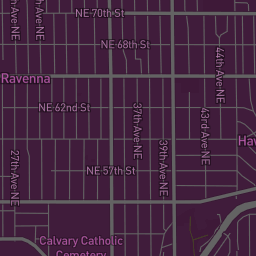 NE 70th St
NE 68th St
44th Ave NE
Ravenna
NE 62nd St
37th Ave NE
43rd Ave NE
39th Ave NE
27th Ave NE
NE 57th St
Calvary Catholic
Cemetery